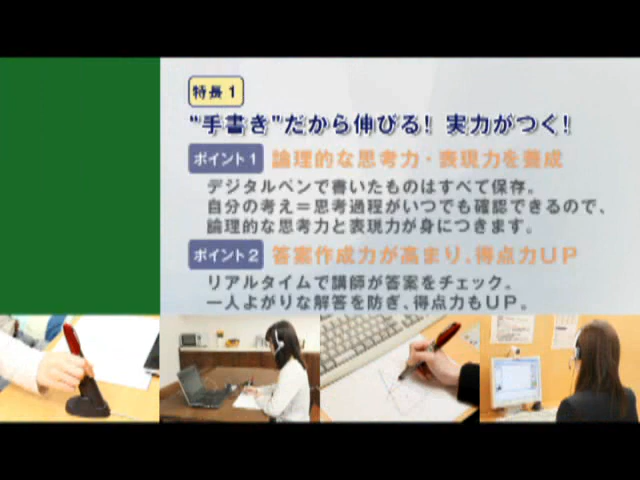 特長1
“手書き”だから伸びる! 実力がつく!
ポイント1 論理的な思考力・表現力を養成
デジタルペンで書いたものはすべて保存。
自分の考え＝思考過程がいつでも確認できるので、
論理的な思考力と表現力が身につきます。
ポイント2 答案作成力が高まり、得点力UP
リアルタイムで講師が答案をチェック。
一人よがりな解答を防ぎ、得点力もUP。